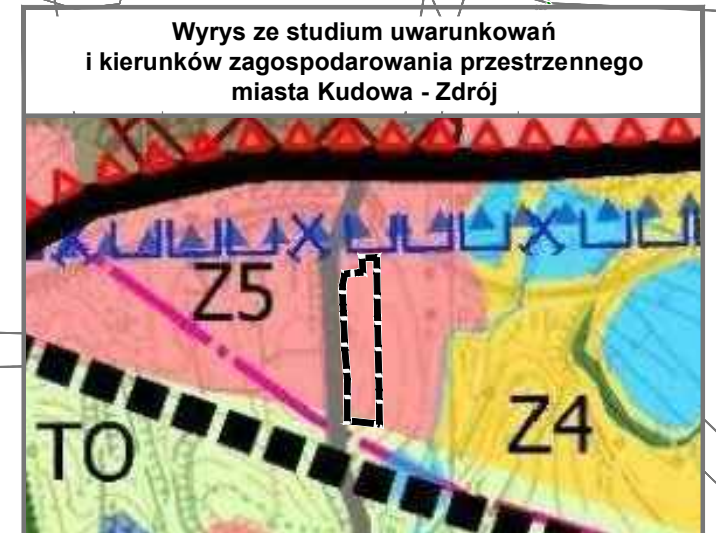 Wyrys ze studium uwarunkowań
i kierunków zagospodarowania przestrzennego
miasta Kudowa - Zdrój
Z5
Z4
TO